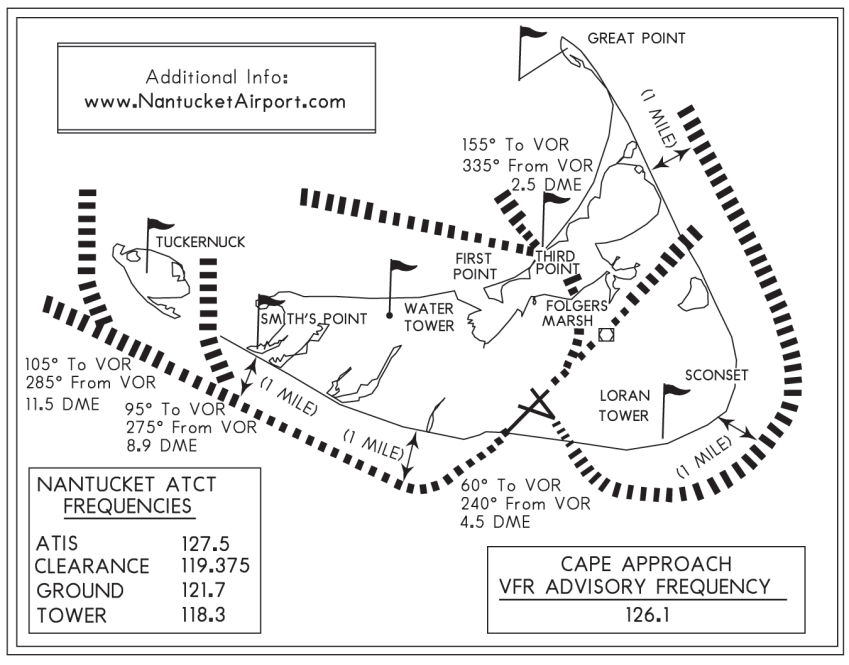 GREAT POINT
Additional Info:
www.NantucketAirport.com
(1 MILE)
155° To VOR
335° From VOR
2.5 DME
TUCKERNUCK
FIRST
POINT
THIRD
POINT
SMITH'S POINT
WATER
TOWER
FOLGERS
MARSH
105° To VOR
285° From VOR
11.5 DME
95° To VOR
275° From VOR
8.9 DME
(1 MILE)
(1 MILE)
SCONSET
LORAN
TOWER
(1 MILE)
60° To VOR
240° From VOR
4.5 DME
NANTUCKET ATCT
FREQUENCIES
ATIS 127.5
CLEARANCE 119.375
GROUND 121.7
TOWER 118.3
CAPE APPROACH
VFR ADVISORY FREQUENCY
126.1